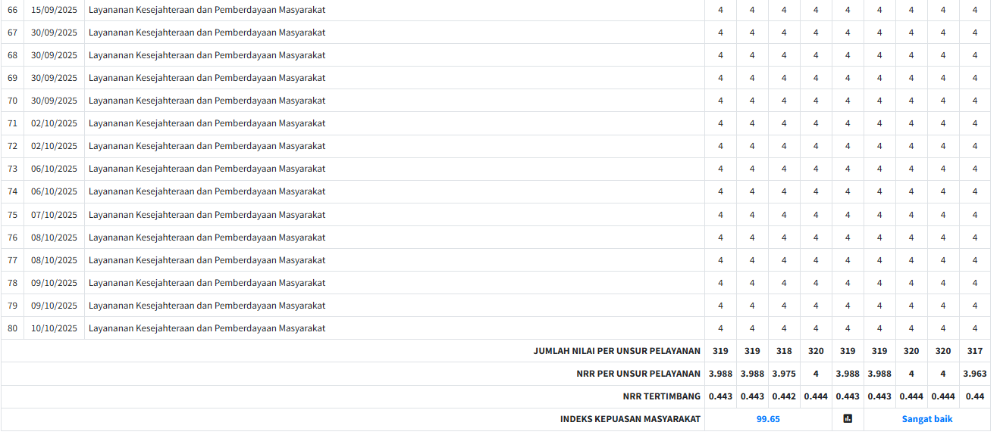 66 15/09/2025 Layananan Kesejahteraan dan Pemberdayaan Masyarakat 4 4 4 4 4 4 4 4 4
67 30/09/2025 Layananan Kesejahteraan dan Pemberdayaan Masyarakat 4 4 4 4 4 4 4 4 4
68 30/09/2025 Layananan Kesejahteraan dan Pemberdayaan Masyarakat 4 4 4 4 4 4 4 4 4
69 30/09/2025 Layananan Kesejahteraan dan Pemberdayaan Masyarakat 4 4 4 4 4 4 4 4 4
70 30/09/2025 Layananan Kesejahteraan dan Pemberdayaan Masyarakat 4 4 4 4 4 4 4 4 4
71 02/10/2025 Layananan Kesejahteraan dan Pemberdayaan Masyarakat 4 4 4 4 4 4 4 4 4
72 02/10/2025 Layananan Kesejahteraan dan Pemberdayaan Masyarakat 4 4 4 4 4 4 4 4 4
73 06/10/2025 Layananan Kesejahteraan dan Pemberdayaan Masyarakat 4 4 4 4 4 4 4 4 4
74 06/10/2025 Layananan Kesejahteraan dan Pemberdayaan Masyarakat 4 4 4 4 4 4 4 4 4
75 07/10/2025 Layananan Kesejahteraan dan Pemberdayaan Masyarakat 4 4 4 4 4 4 4 4 4
76 08/10/2025 Layananan Kesejahteraan dan Pemberdayaan Masyarakat 4 4 4 4 4 4 4 4 4
77 08/10/2025 Layananan Kesejahteraan dan Pemberdayaan Masyarakat 4 4 4 4 4 4 4 4 4
78 09/10/2025 Layananan Kesejahteraan dan Pemberdayaan Masyarakat 4 4 4 4 4 4 4 4 4
79 09/10/2025 Layananan Kesejahteraan dan Pemberdayaan Masyarakat 4 4 4 4 4 4 4 4 4
80 10/10/2025 Layananan Kesejahteraan dan Pemberdayaan Masyarakat 4 4 4 4 4 4 4 4 4
JUMLAH NILAI PER UNSUR PELAYANAN 319 319 318 320 319 319 320 320 317
NRR PER UNSUR PELAYANAN 3.988 3.988 3.975 4 3.988 3.988 4 4 3.963
NRR TERTIMBANG 0.443 0.443 0.442 0.444 0.443 0.443 0.444 0.444 0.44
INDEKS KEPUASAN MASYARAKAT 99.65 Sangat baik